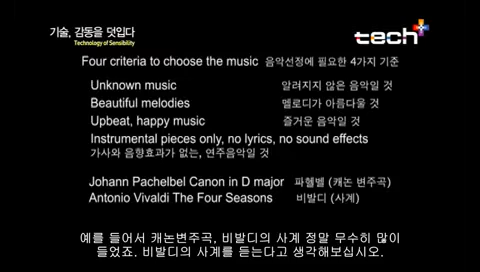 기술, 감동을 덧입다
Technology of Sensibility
tech+
Four criteria to choose the music 음악선정에 필요한 4가지 기준
Unknown music 알려지지 않은 음악일 것
Beautiful melodies 멜로디가 아름다울 것
Upbeat, happy music 즐거운 음악일 것
Instrumental pieces only, no lyrics, no sound effects
가사와 음향효과가 없는, 연주음악일 것
Johann Pachelbel Canon in D major 파헬벨 (캐논 변주곡)
Antonio Vivaldi The Four Seasons 비발디 (사계)
예를 들어서 캐논변주곡, 비발디의 사계 정말 무수히 많이
들었죠. 비발디의 사계를 듣는다고 생각해보십시오.